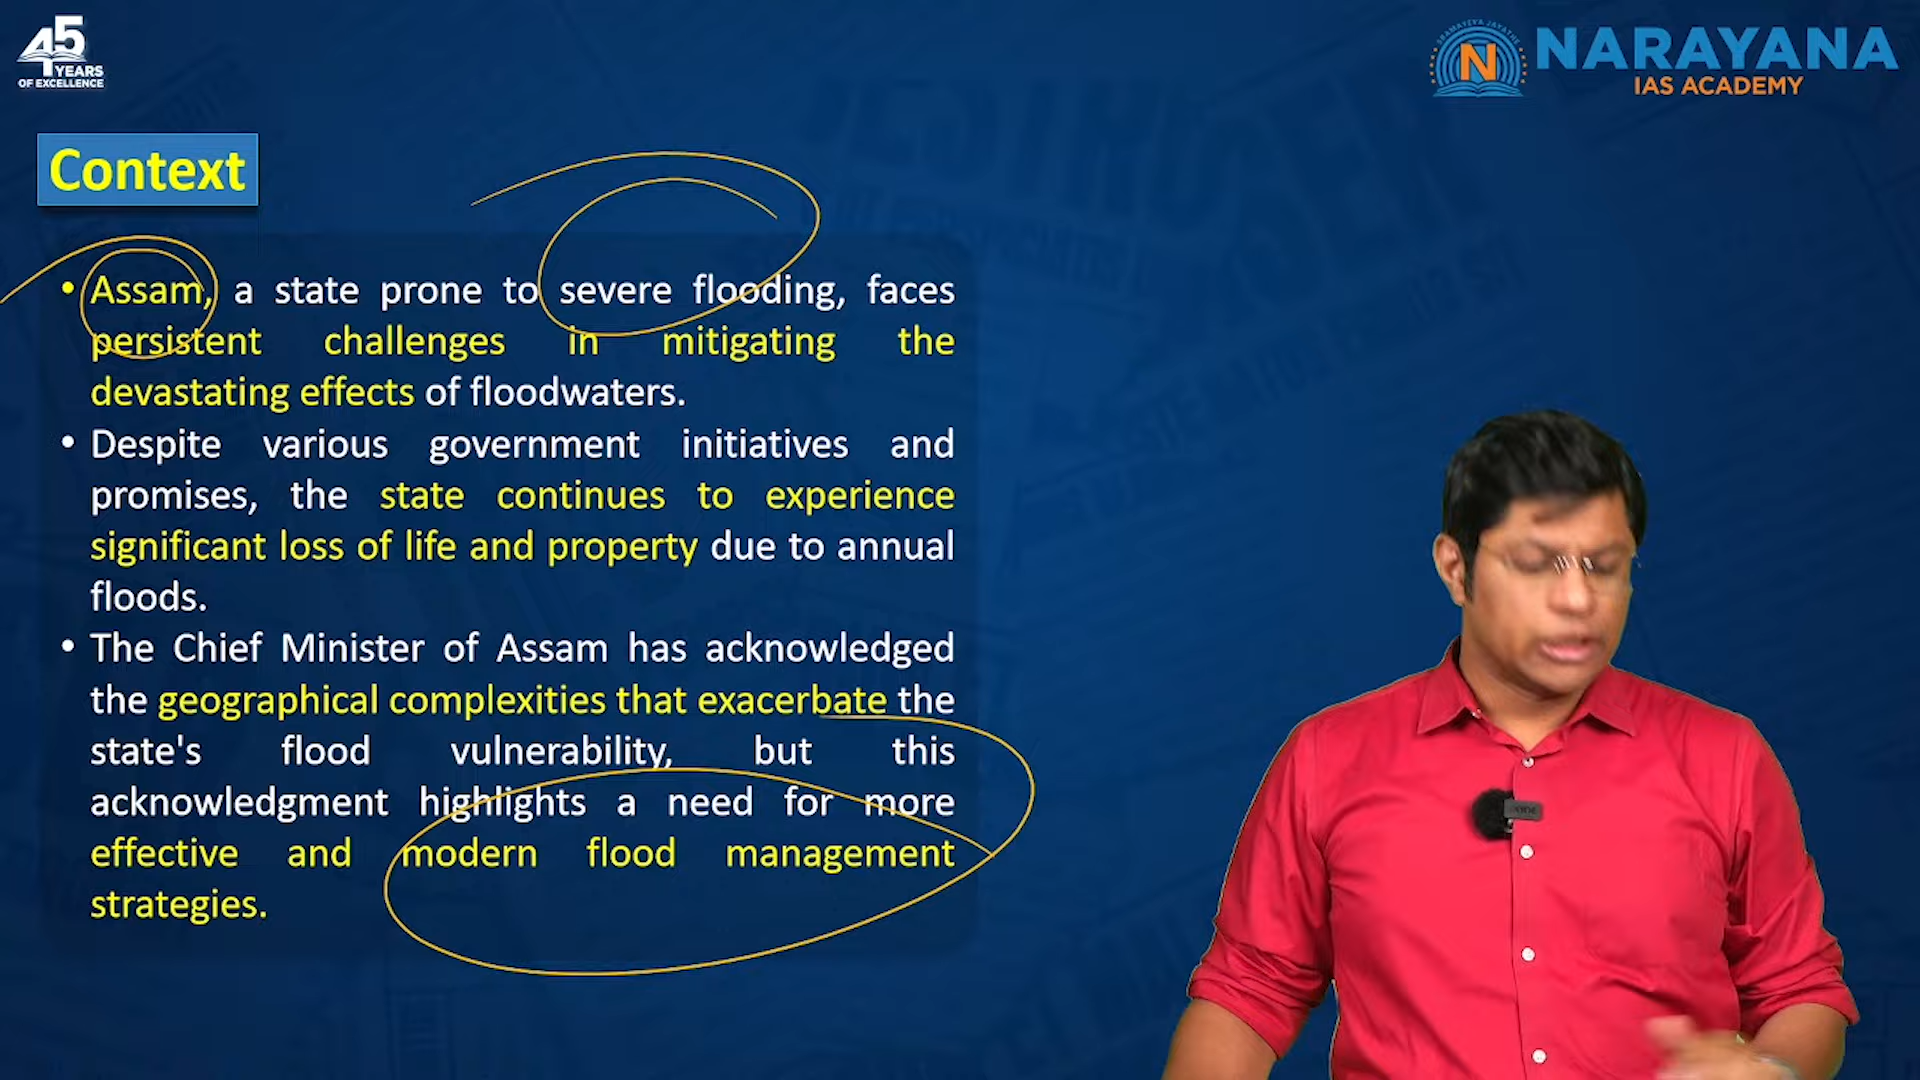 45
YEARS
OF EXCELLENCE
NARAYANA
IAS ACADEMY
Context
• Assam, a state prone to severe flooding, faces
persistent challenges in mitigating the
devastating effects of floodwaters.
• Despite various government initiatives and
promises, the state continues to experience
significant loss of life and property due to annual
floods.
• The Chief Minister of Assam has acknowledged
the geographical complexities that exacerbate the
state's flood vulnerability, but this
acknowledgment highlights a need for more
effective and modern flood management
strategies.